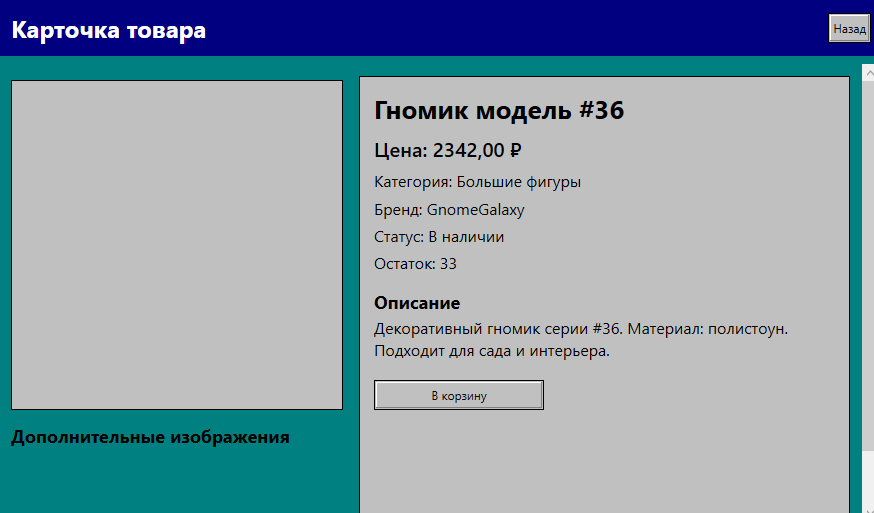 Карточка товара
Назад
Гномик модель #36
Цена: 2342,00 ₽
Категория: Большие фигуры
Бренд: GnomeGalaxy
Статус: В наличии
Остаток: 33
Описание
Декоративный гномик серии #36. Материал: полистоун.
Подходит для сада и интерьера.
В корзину
Дополнительные изображения